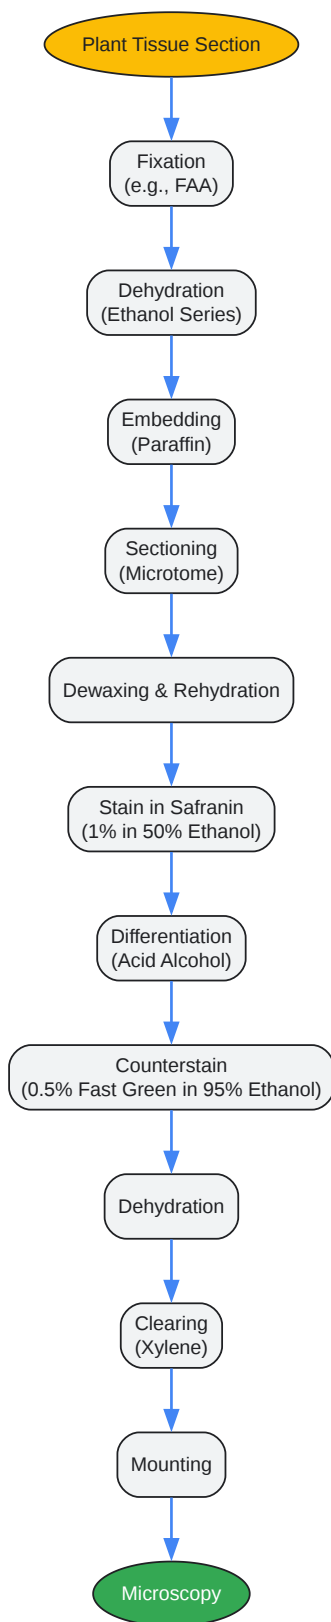 Plant Tissue Section
Fixation
(e.g., FAA)
Dehydration
(Ethanol Series)
Embedding
(Paraffin)
Sectioning
(Microtome)
Dewaxing & Rehydration
Stain in Safranin
(1% in 50% Ethanol)
Differentiation
(Acid Alcohol)
Counterstain
(0.5% Fast Green in 95% Ethanol)
Dehydration
Clearing
(Xylene)
Mounting
Microscopy